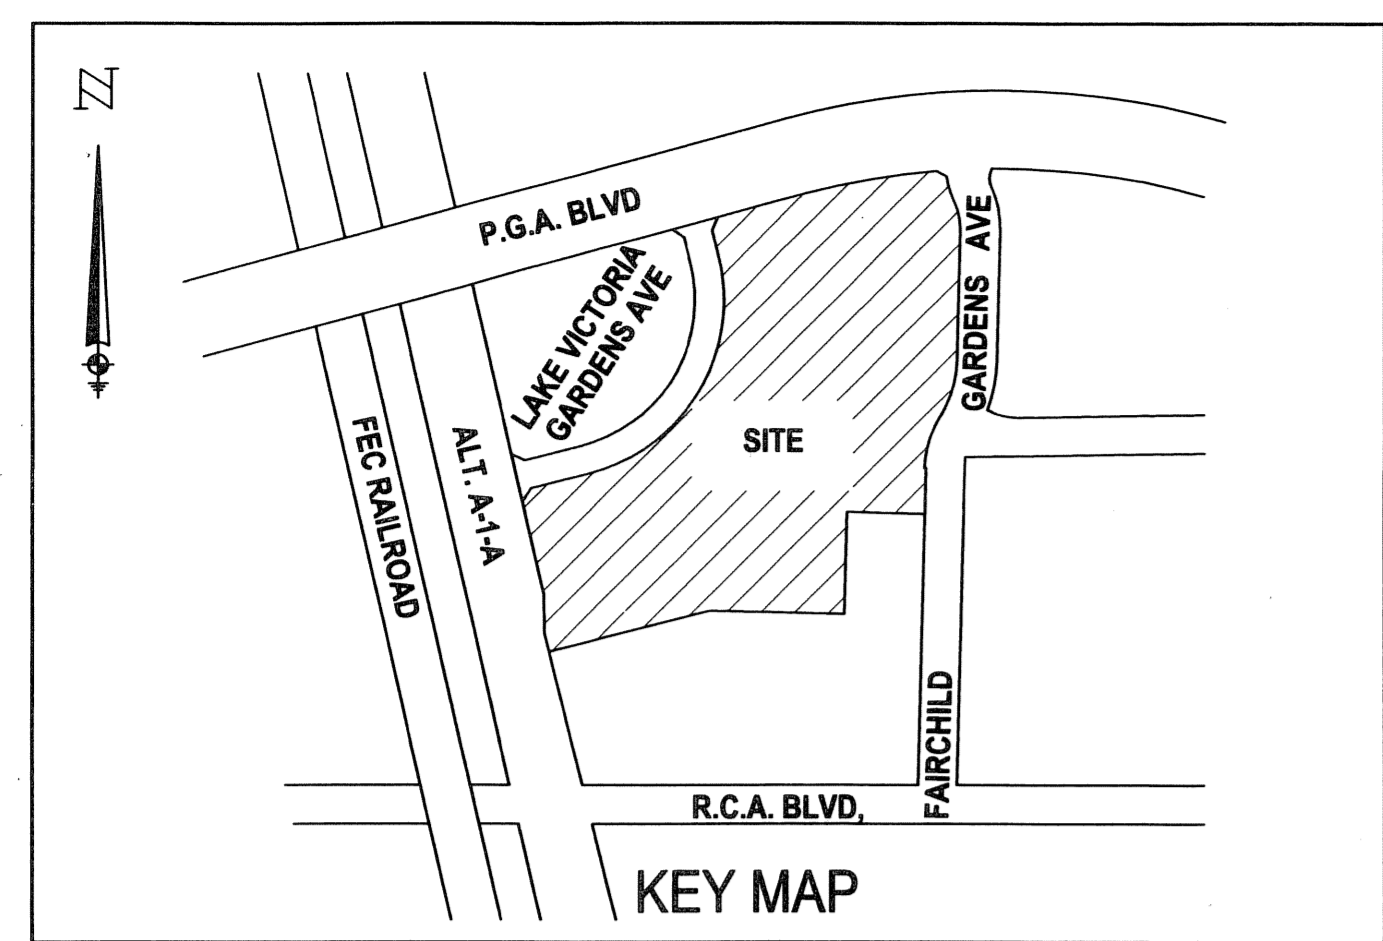 N
P.G.A. BLVD
LAKE VICTORIA
GARDENS AVE
GARDENS AVE
FEC RAILROAD
ALT. A-1-A
SITE
FAIRCHILD
R.C.A. BLVD,
KEY MAP